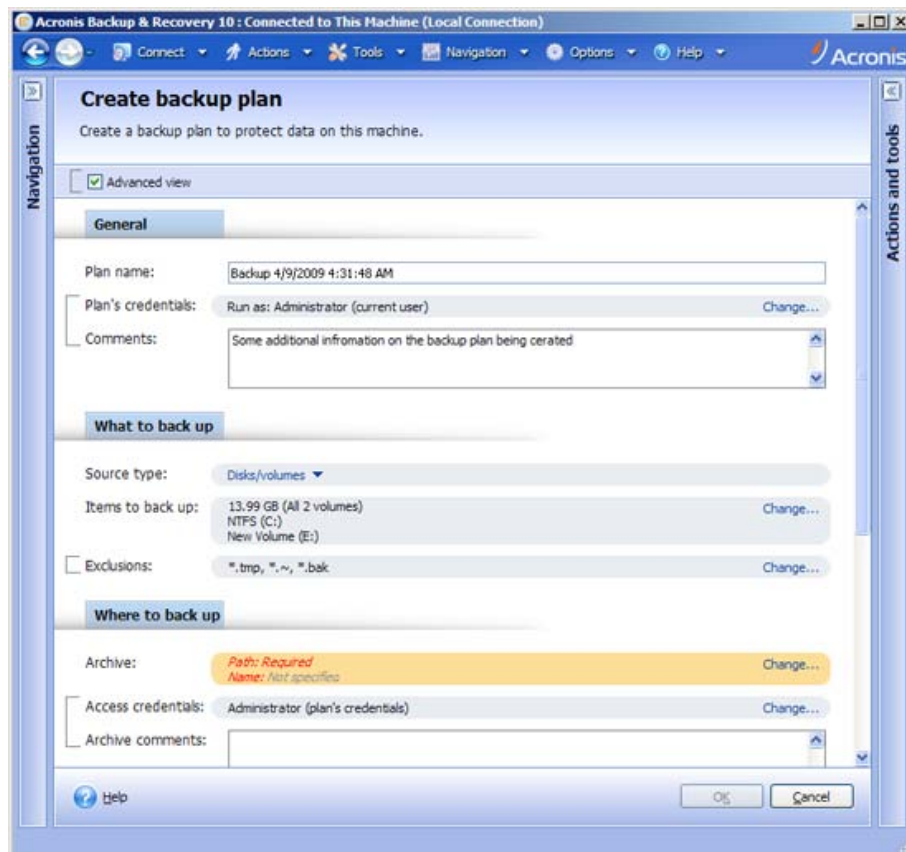 Acronis Backup & Recovery 10 : Connected to This Machine (Local Connection)
Connect Actions Tools Navigation Options Help Acronis
Navigation
Actions and tools
Create backup plan
Create a backup plan to protect data on this machine.
Advanced view
General
Plan name: Backup 4/9/2009 4:31:48 AM
Plan's credentials: Run as: Administrator (current user) Change...
Comments: Some additional infromation on the backup plan being cerated
What to back up
Source type: Disks/volumes
Items to back up: 13.99 GB (All 2 volumes) Change...
NTFS (C:)
New Volume (E:)
Exclusions: *.tmp, *.~, *.bak Change...
Where to back up
Archive: Path: Required Change...
Name: Not specified
Access credentials: Administrator (plan's credentials) Change...
Archive comments:
Help OK Cancel